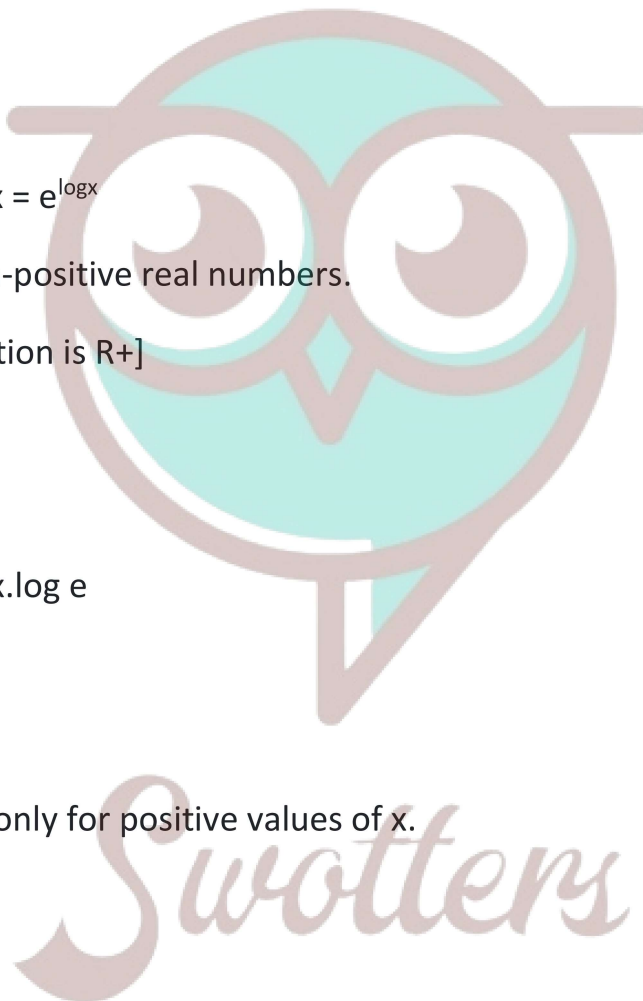 x = e^logx
-positive real numbers.
tion is R+]
x.log e
only for positive values of x.
Swotters